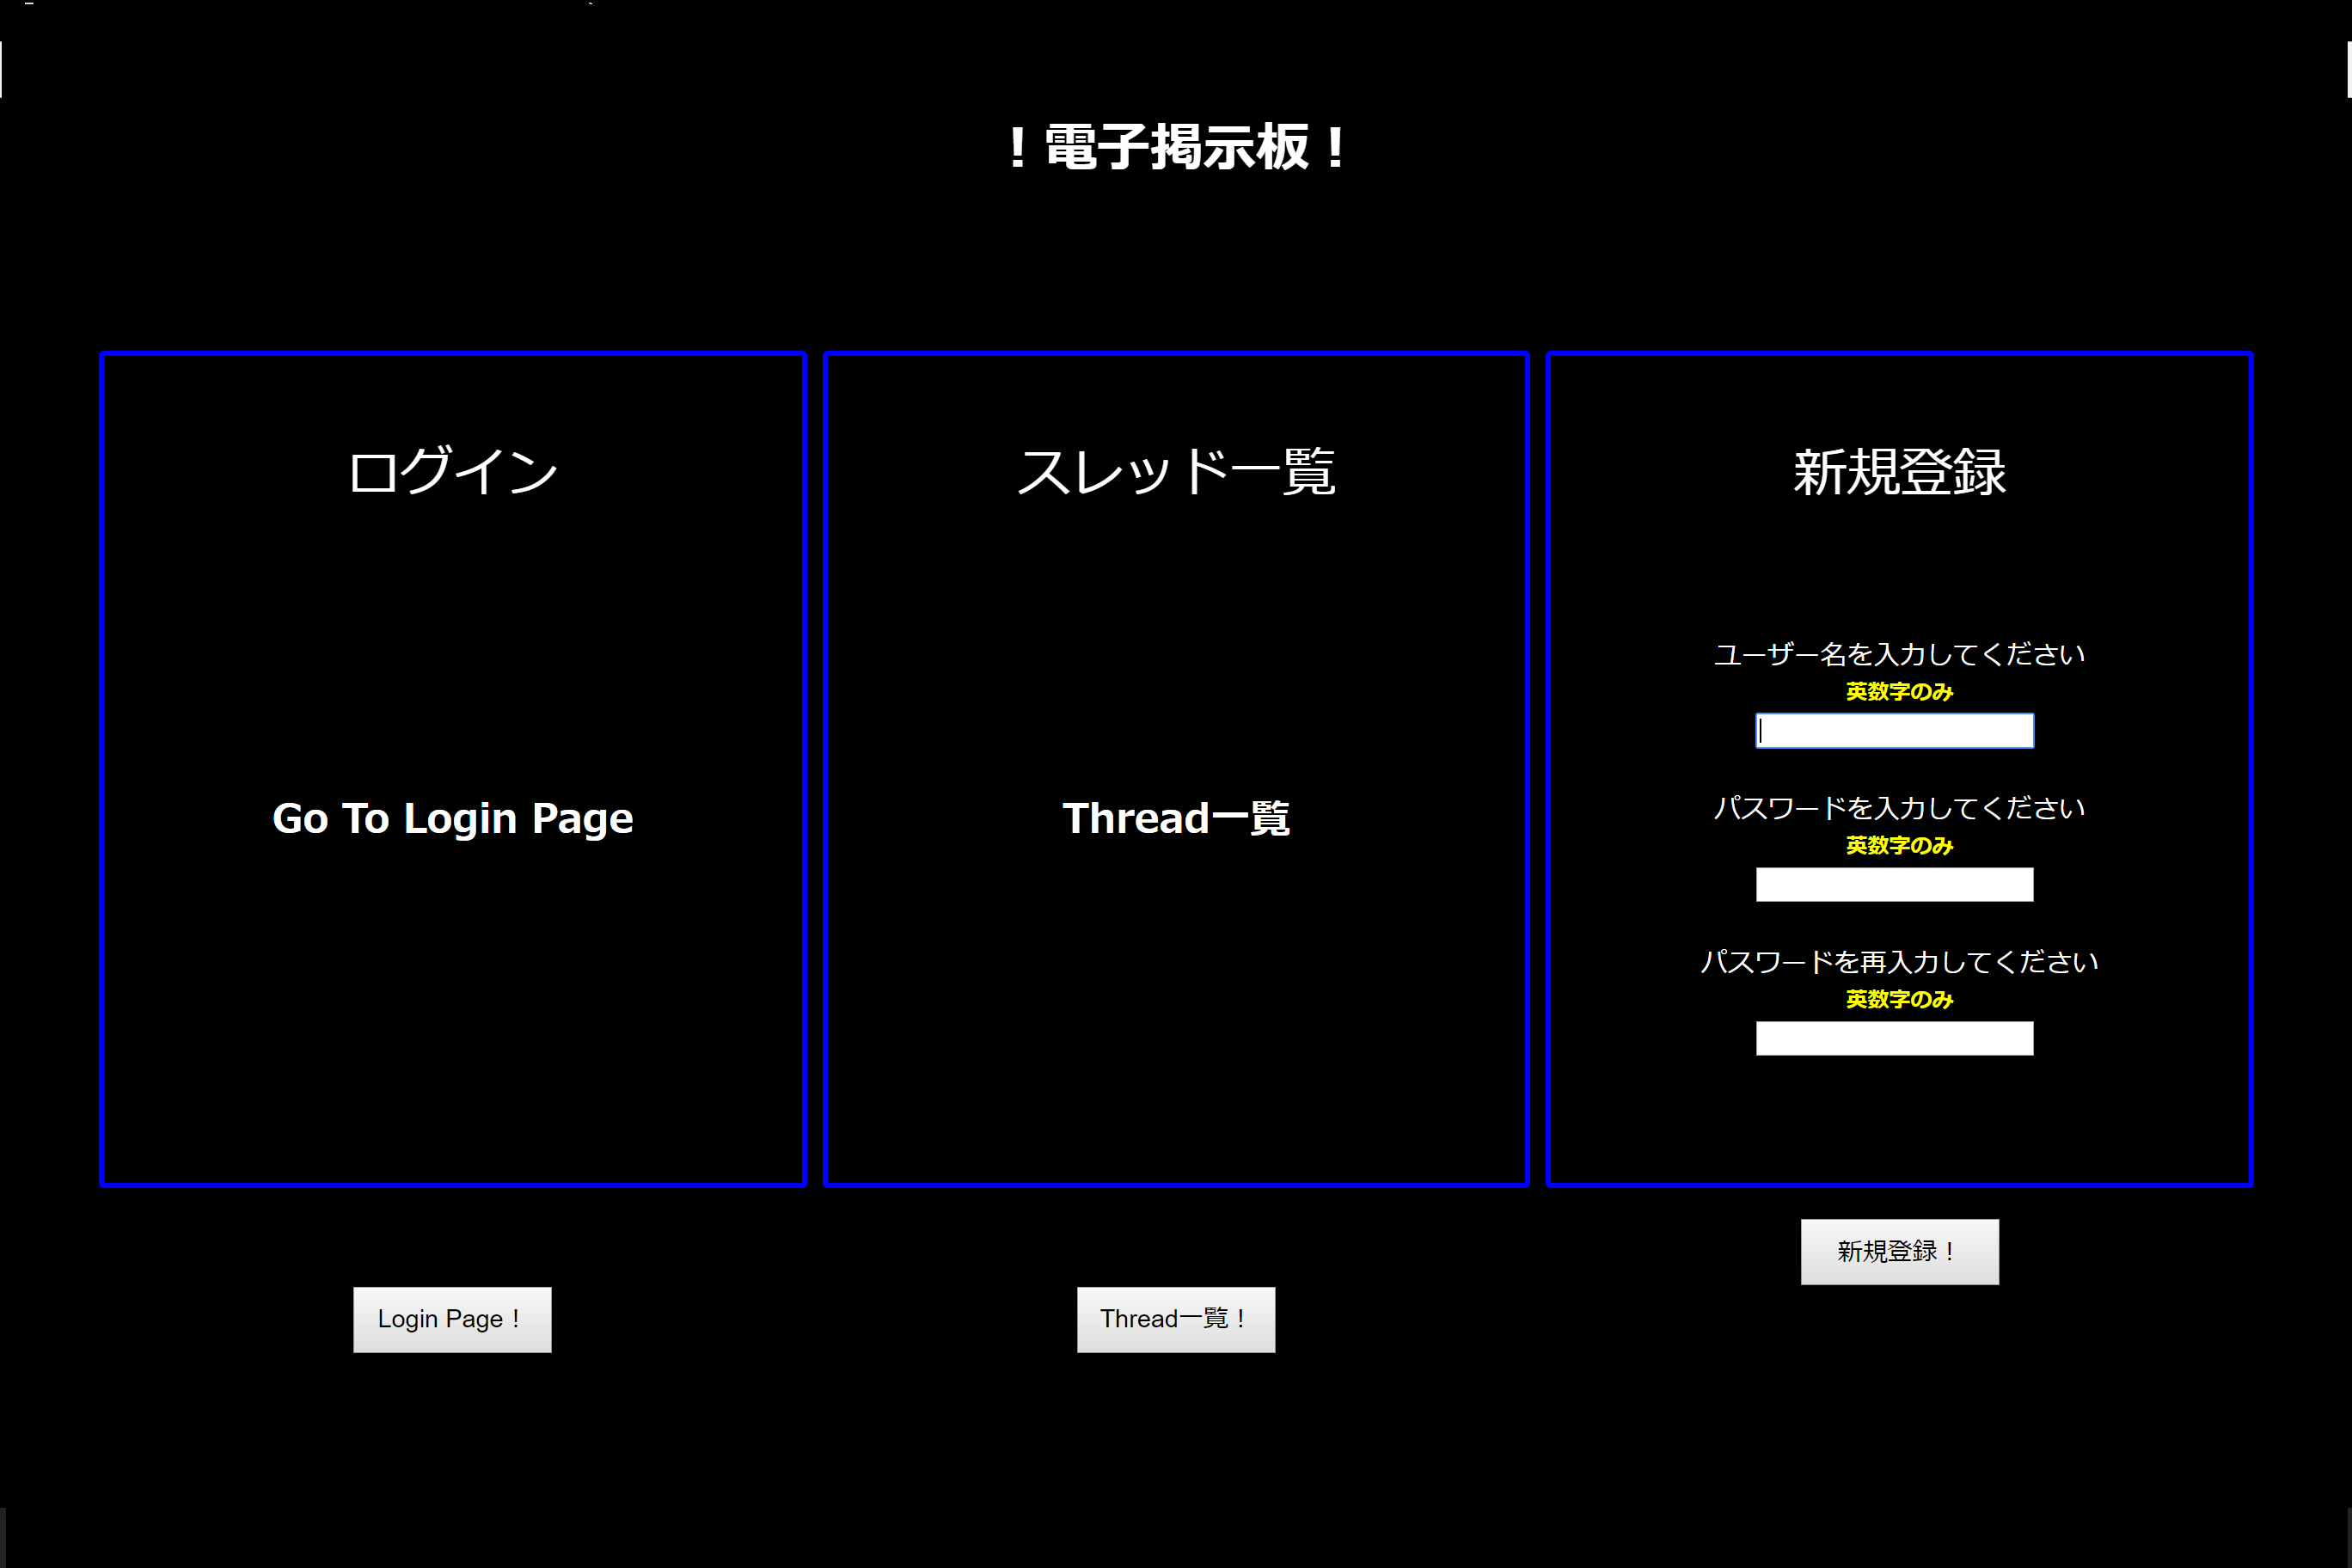 ！電子掲示板！
ログイン
Go To Login Page
Login Page！
スレッド一覧
Thread一覧
Thread一覧！
新規登録
ユーザー名を入力してください
英数字のみ
パスワードを入力してください
英数字のみ
パスワードを再入力してください
英数字のみ
新規登録！